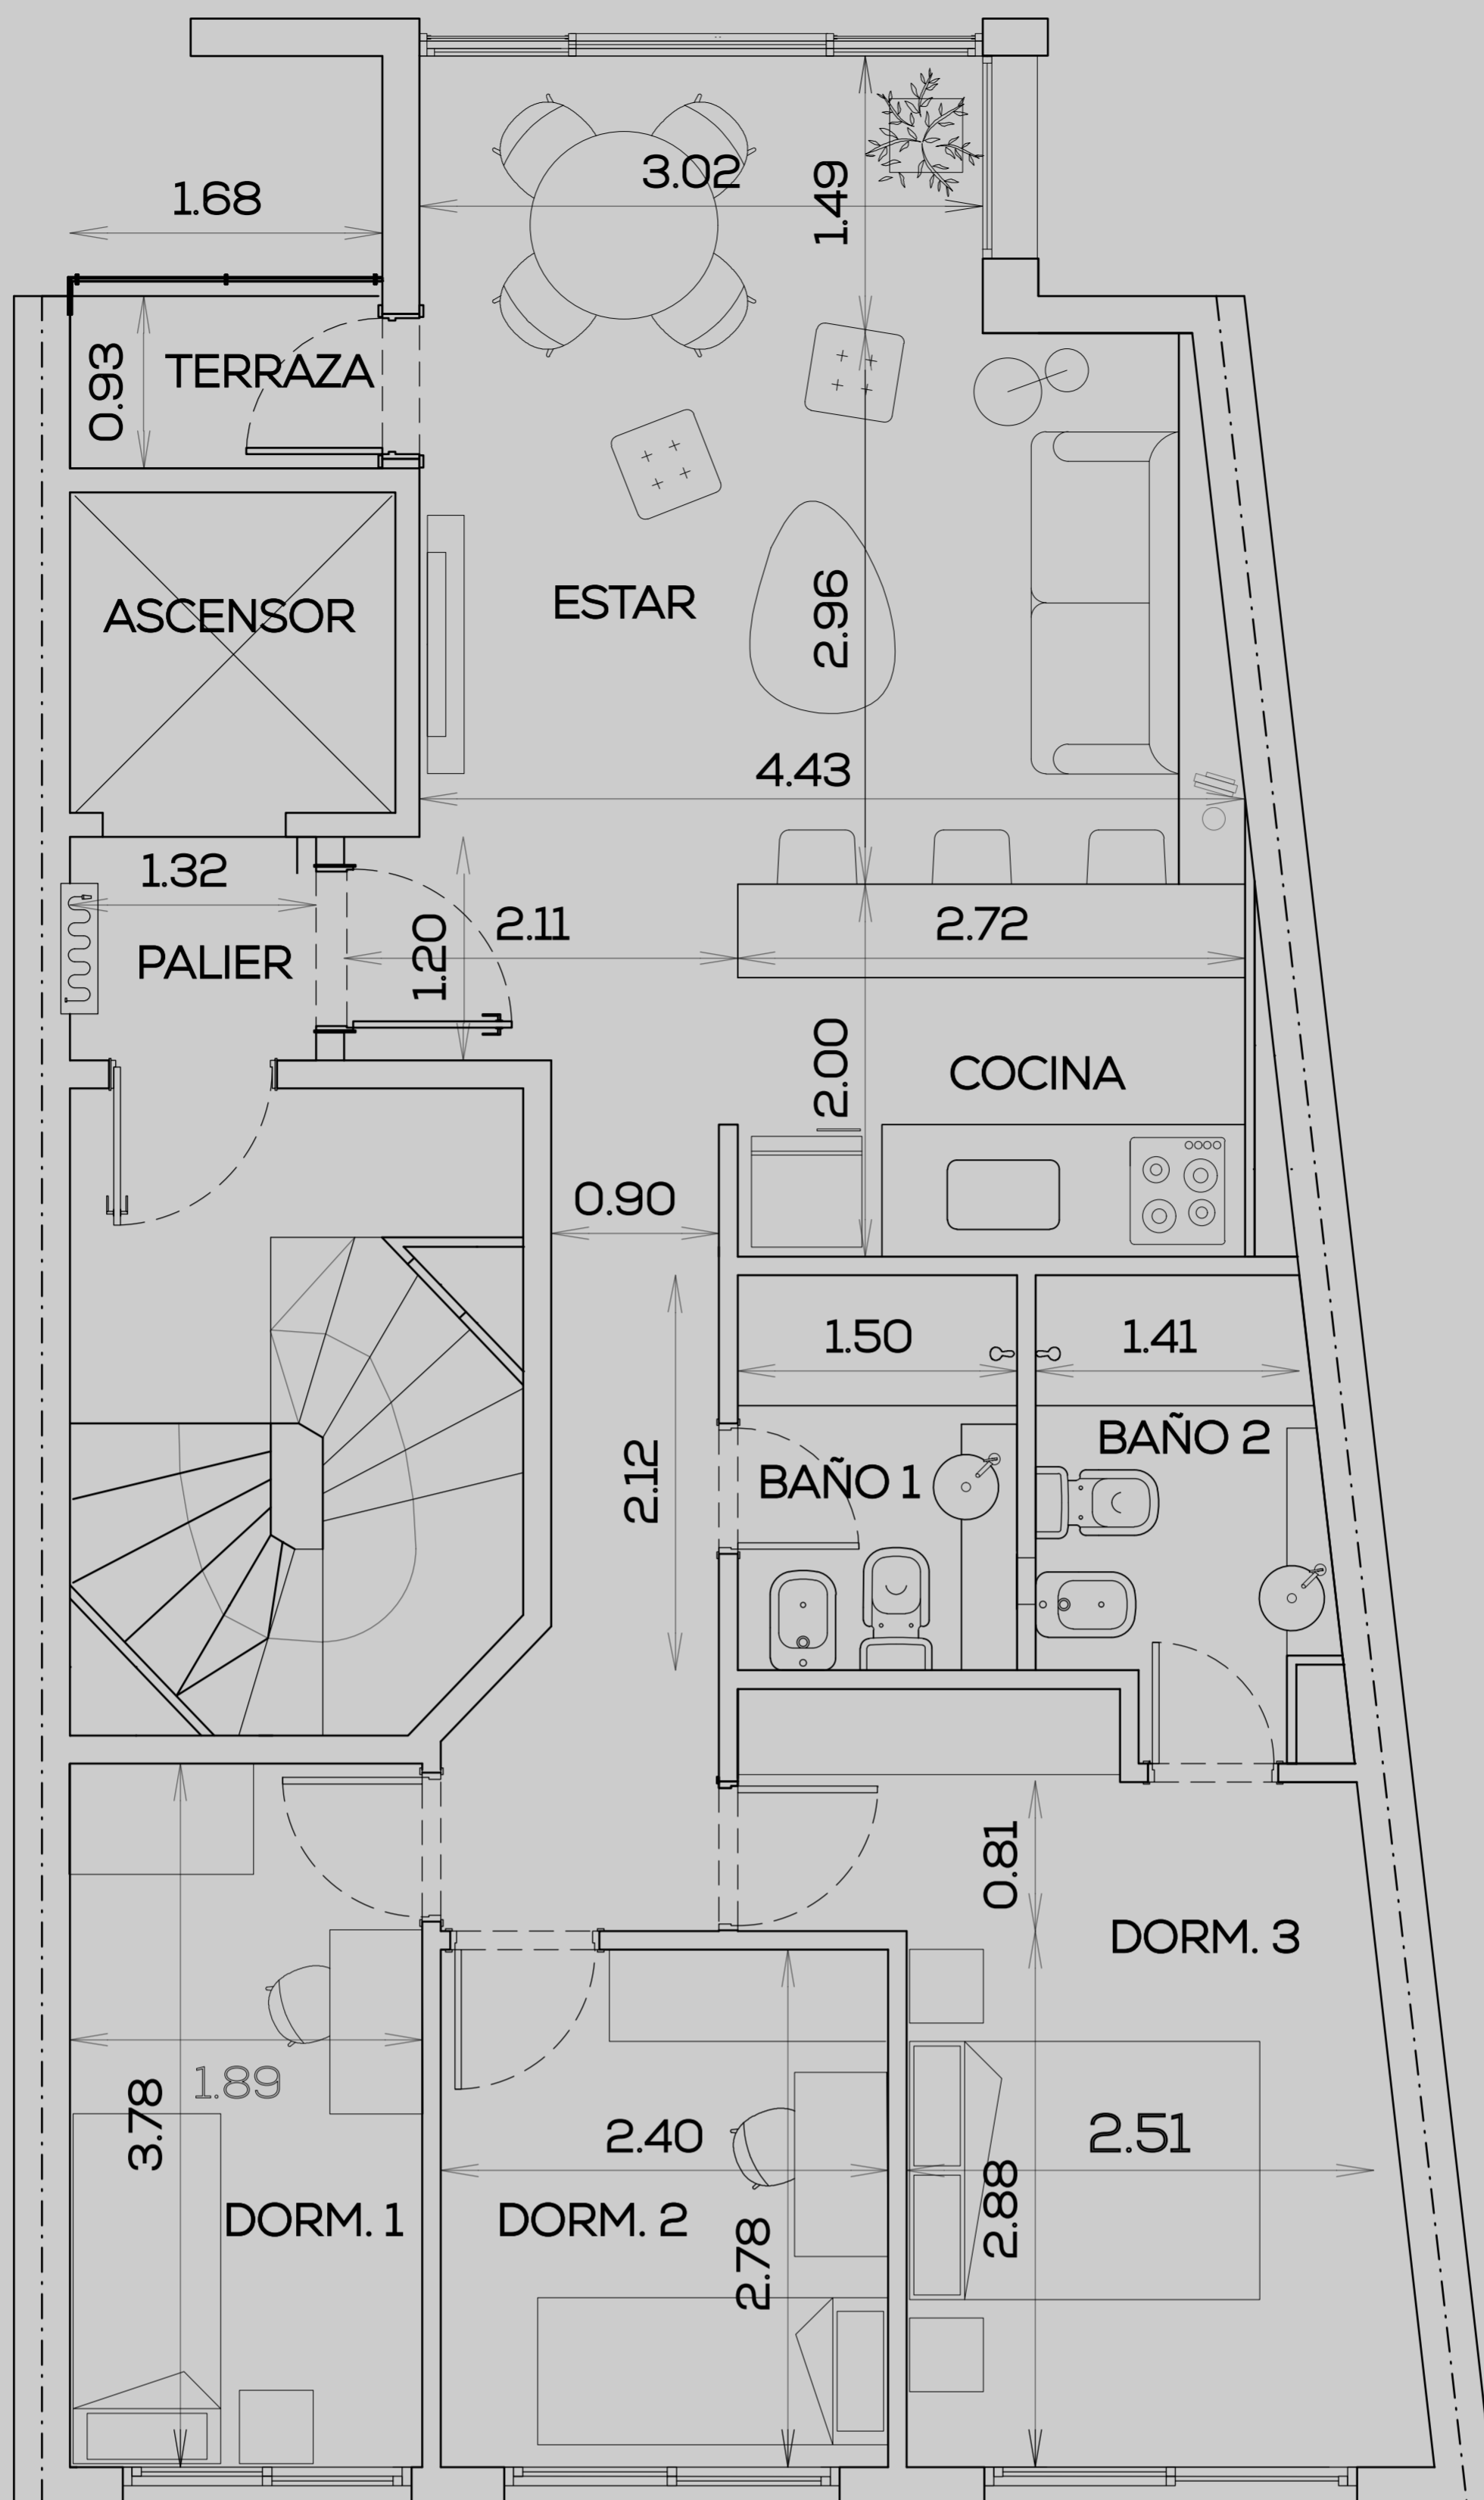 3.02
1.49
1.68
TERRAZA
0.93
ASCENSOR
ESTAR
2.96
4.43
1.32
2.11
2.72
1.20
PALIER
2.00
COCINA
0.90
1.50
1.41
BAÑO 2
BAÑO 1
2.12
0.81
DORM. 3
1.89
3.78
2.40
2.51
2.88
DORM. 1
DORM. 2
2.78